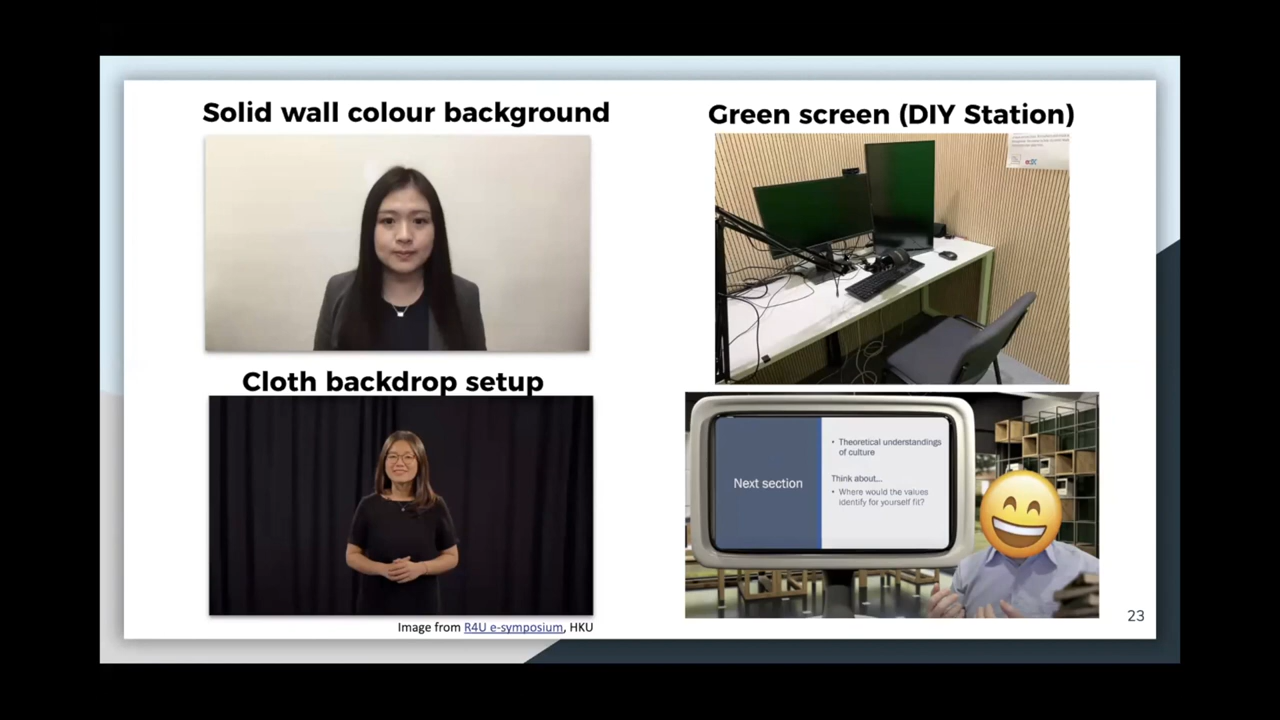 Solid wall colour background
Green screen (DIY Station)
Cloth backdrop setup
Next section
• Theoretical understandings
of culture
Think about...
• Where would the values
identify for yourself fit?
Image from R4U e-symposium, HKU
23